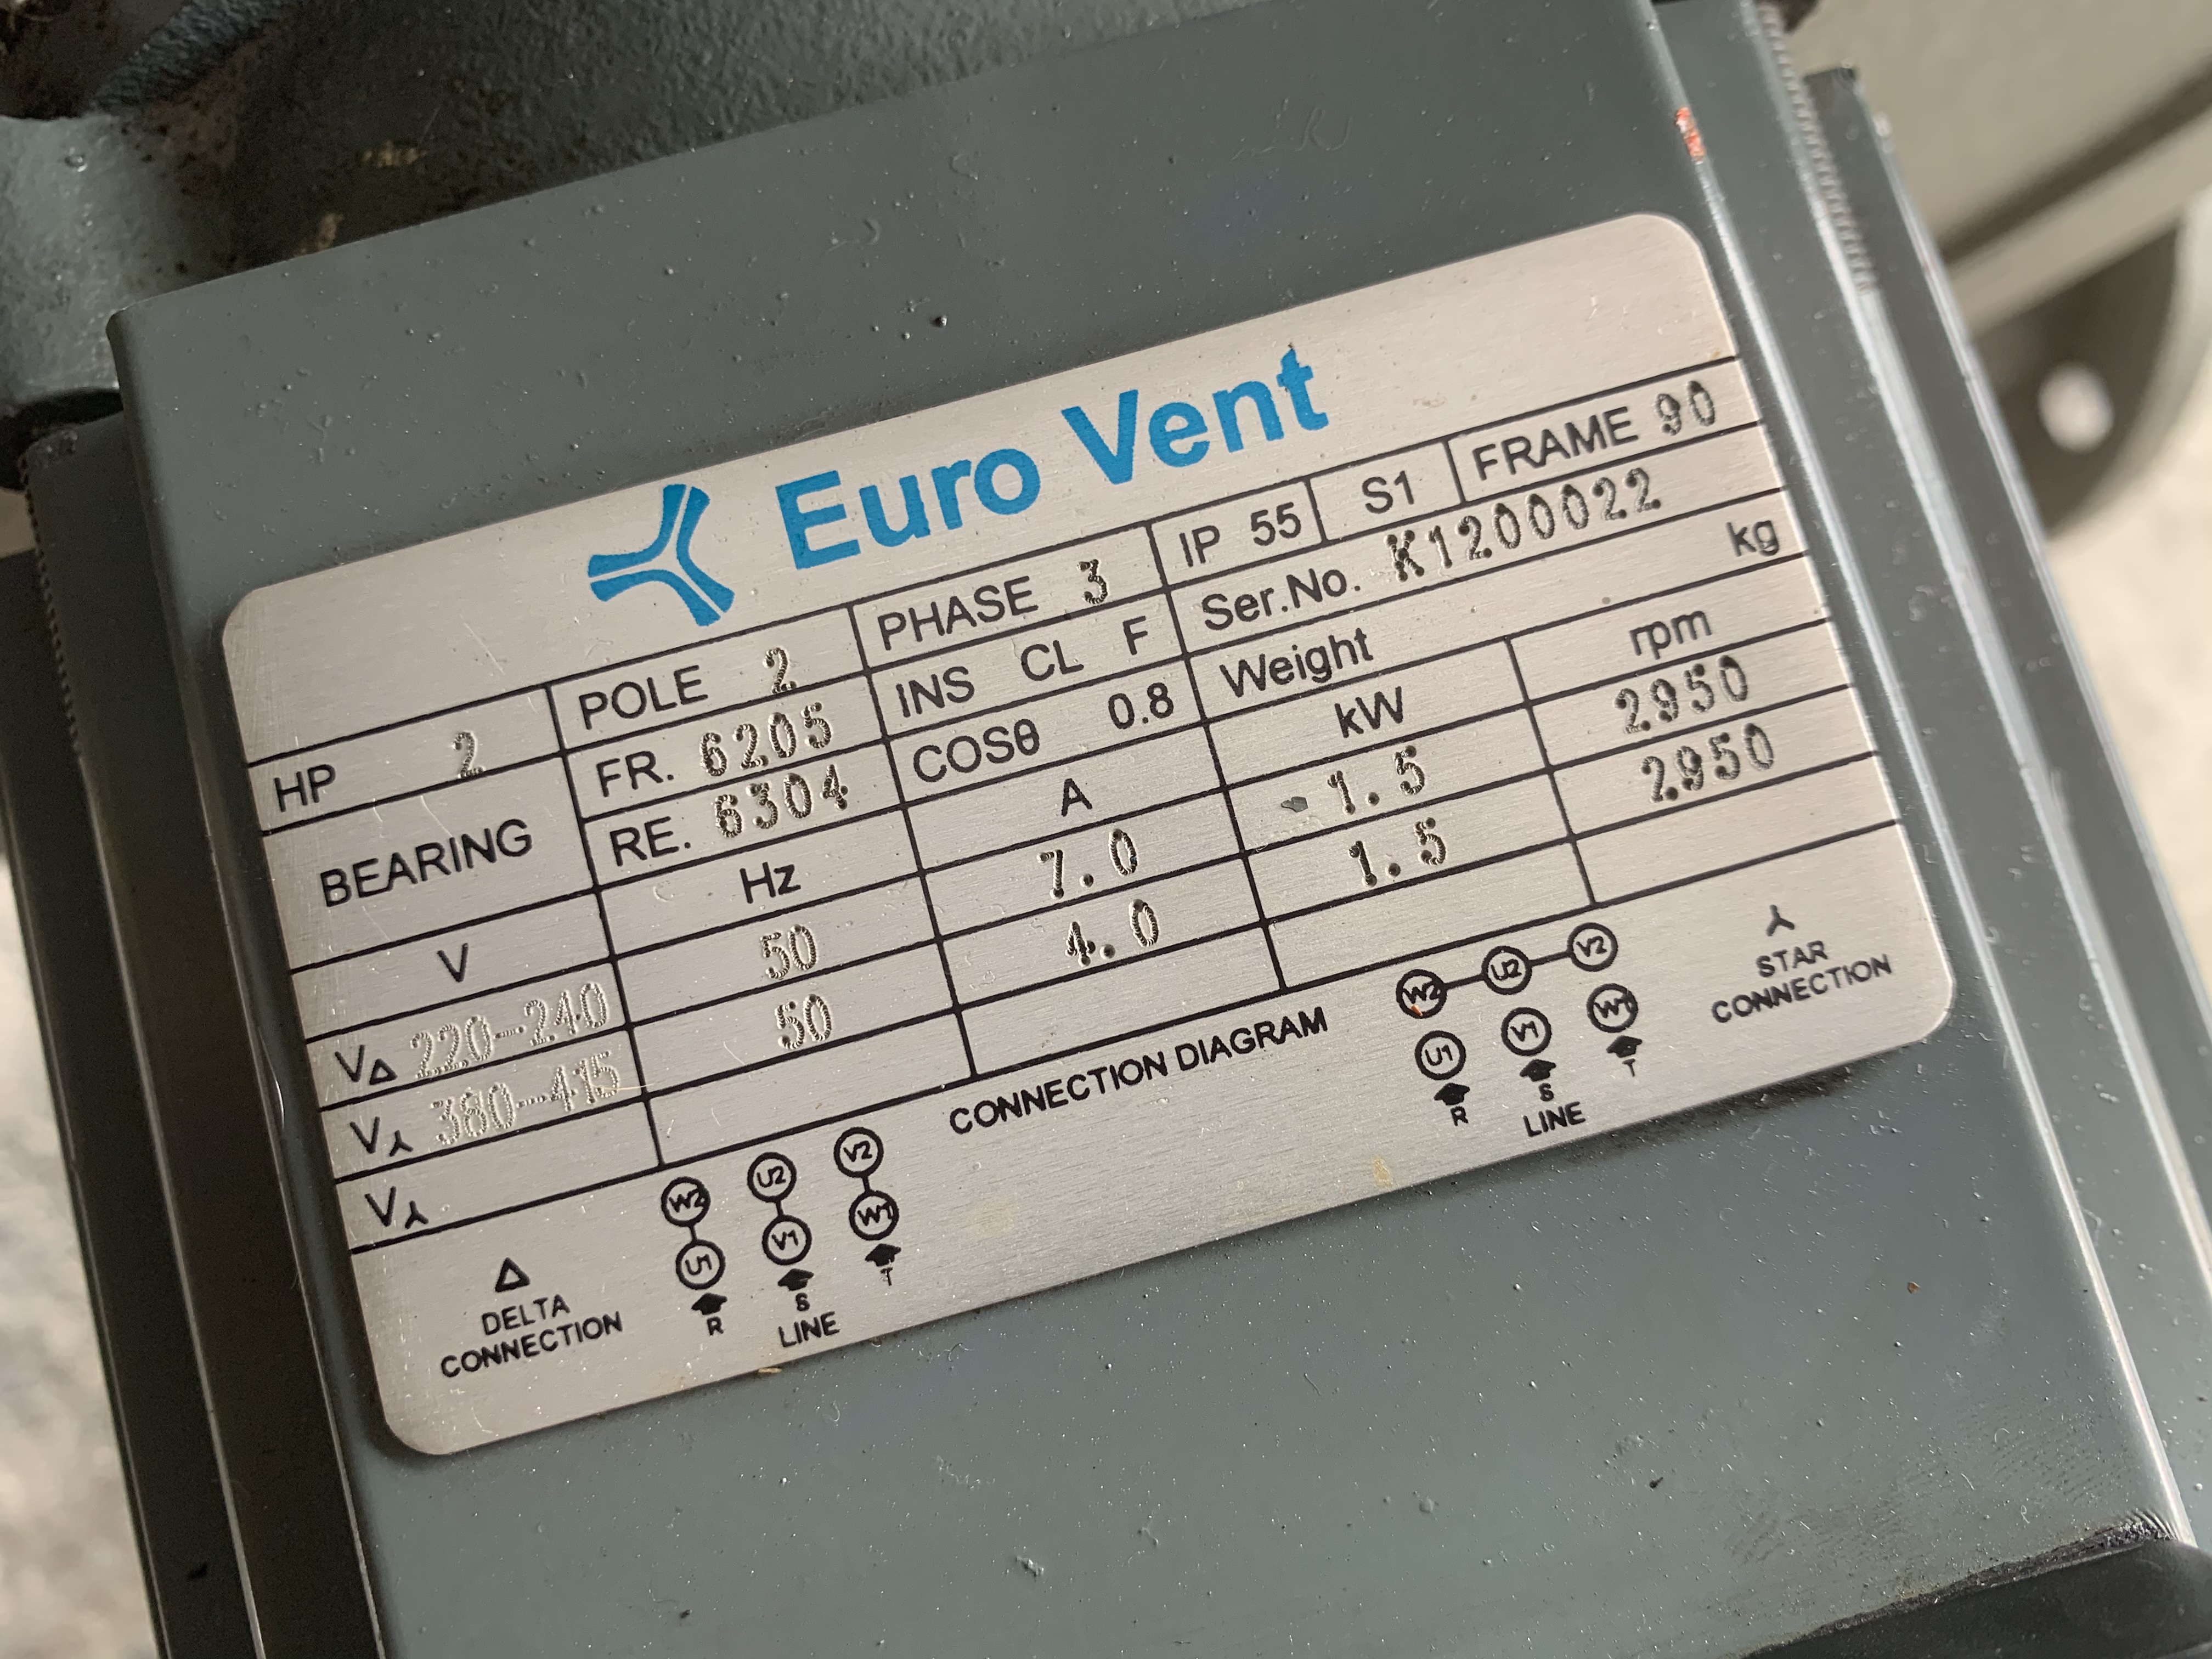 Euro Vent
HP 2 POLE 2 PHASE 3 IP 55 S1 FRAME 90
BEARING FR. 6205 INS CL F Ser.No. K1200022
RE. 6304 COSθ 0.8 Weight kg
V Hz A kW rpm
V∆ 220-240 50 7.0 1.5 2950
V⅄ 380-415 50 4.0 1.5 2950
V⅄
CONNECTION DIAGRAM
∆
DELTA
CONNECTION
W2 U2 V2
U1 V1 W1
R S T
LINE
W2 U2 V2
U1 V1 W1
R S T
LINE
⅄
STAR
CONNECTION